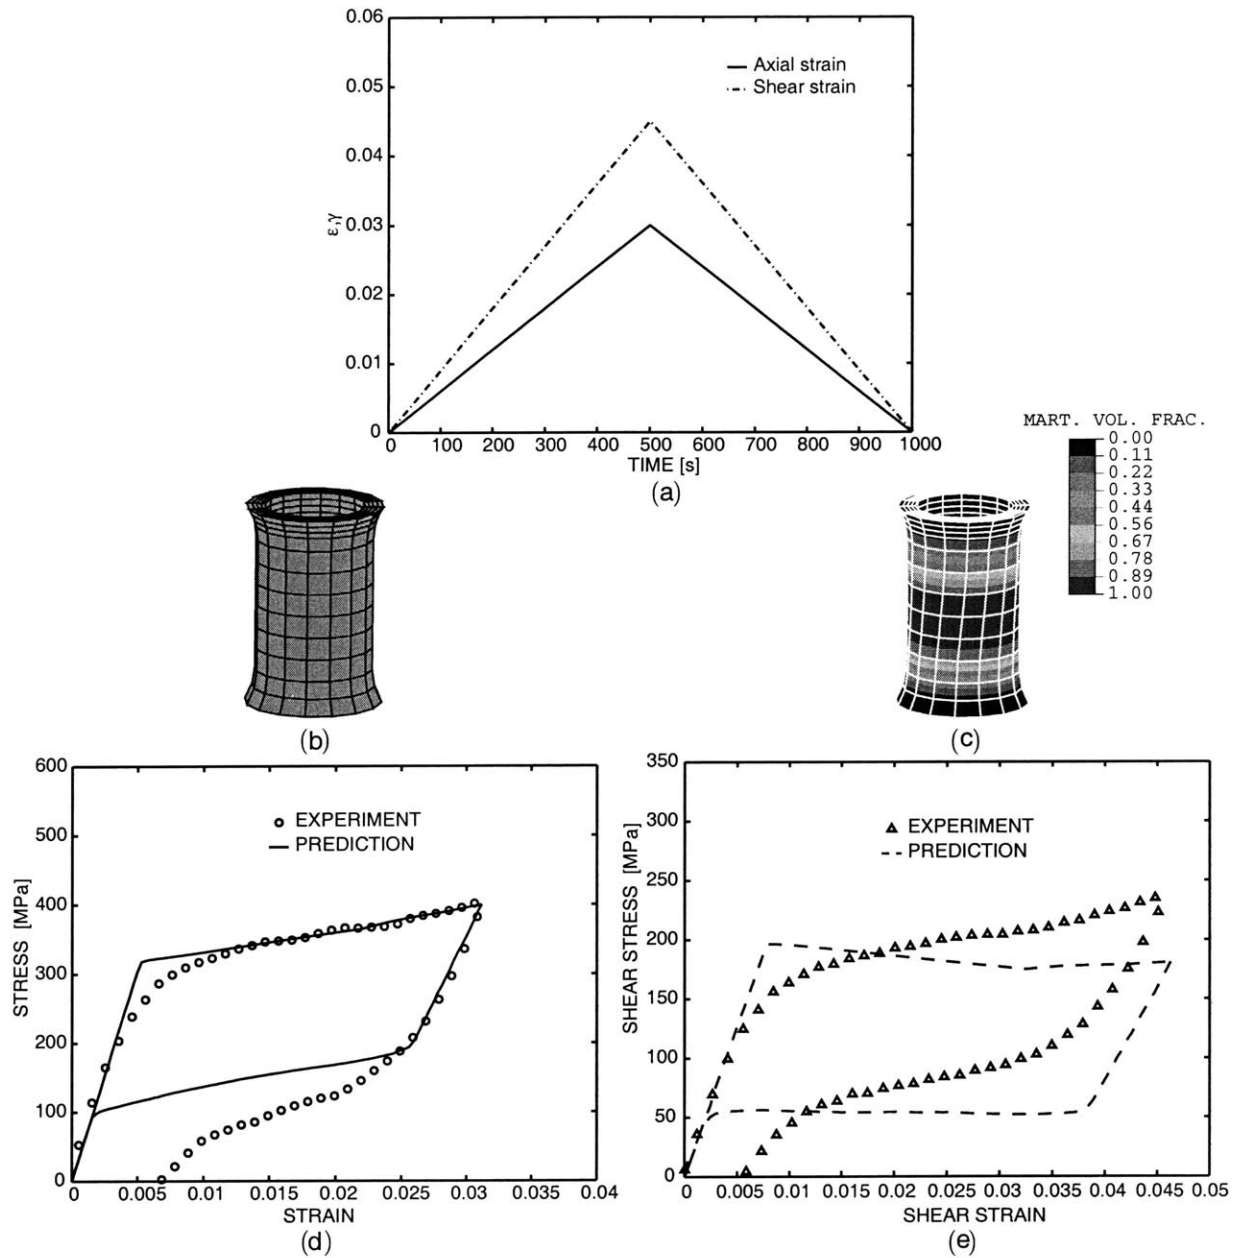 0.06
0.05
0.04
0.03
0.02
0.01
0
ε,γ
Axial strain
Shear strain
0 100 200 300 400 500 600 700 800 900 1000
TIME [s]
(a)
MART. VOL. FRAC.
0.00
0.11
0.22
0.33
0.44
0.56
0.67
0.78
0.89
1.00
(b)
(c)
600
500
400
300
200
100
0
STRESS [MPa]
EXPERIMENT
PREDICTION
0 0.005 0.01 0.015 0.02 0.025 0.03 0.035 0.04
STRAIN
(d)
350
300
250
200
150
100
50
0
SHEAR STRESS [MPa]
EXPERIMENT
PREDICTION
0 0.005 0.01 0.015 0.02 0.025 0.03 0.035 0.04 0.045 0.05
SHEAR STRAIN
(e)